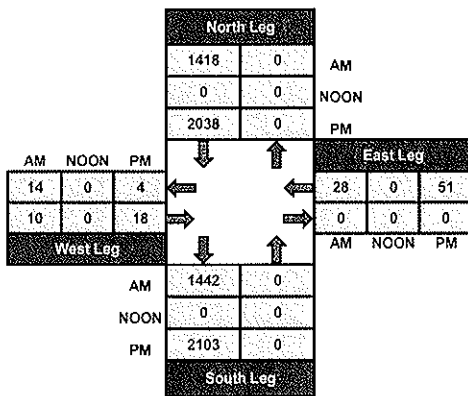 North Leg
1418 0 AM
0 0 NOON
2038 0 PM
AM NOON PM East Leg
14 0 4 28 0 51
10 0 18 0 0 0
West Leg AM NOON PM
AM 1442 0
NOON 0 0
PM 2103 0
South Leg